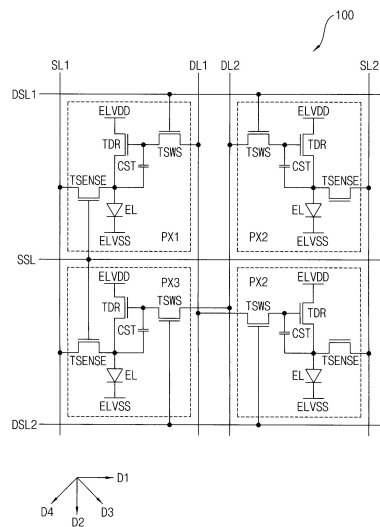 100
SL1 DL1 DL2 SL2
DSL1
ELVDD ELVDD
TDR TSWS TSWS TDR
CST CST
TSENSE TSENSE
EL EL
ELVSS PX1 PX2 ELVSS
SSL
ELVDD PX3 PX2 ELVDD
TDR TSWS TSWS TDR
CST CST
TSENSE TSENSE
EL EL
ELVSS ELVSS
DSL2
D1
D4 D2 D3